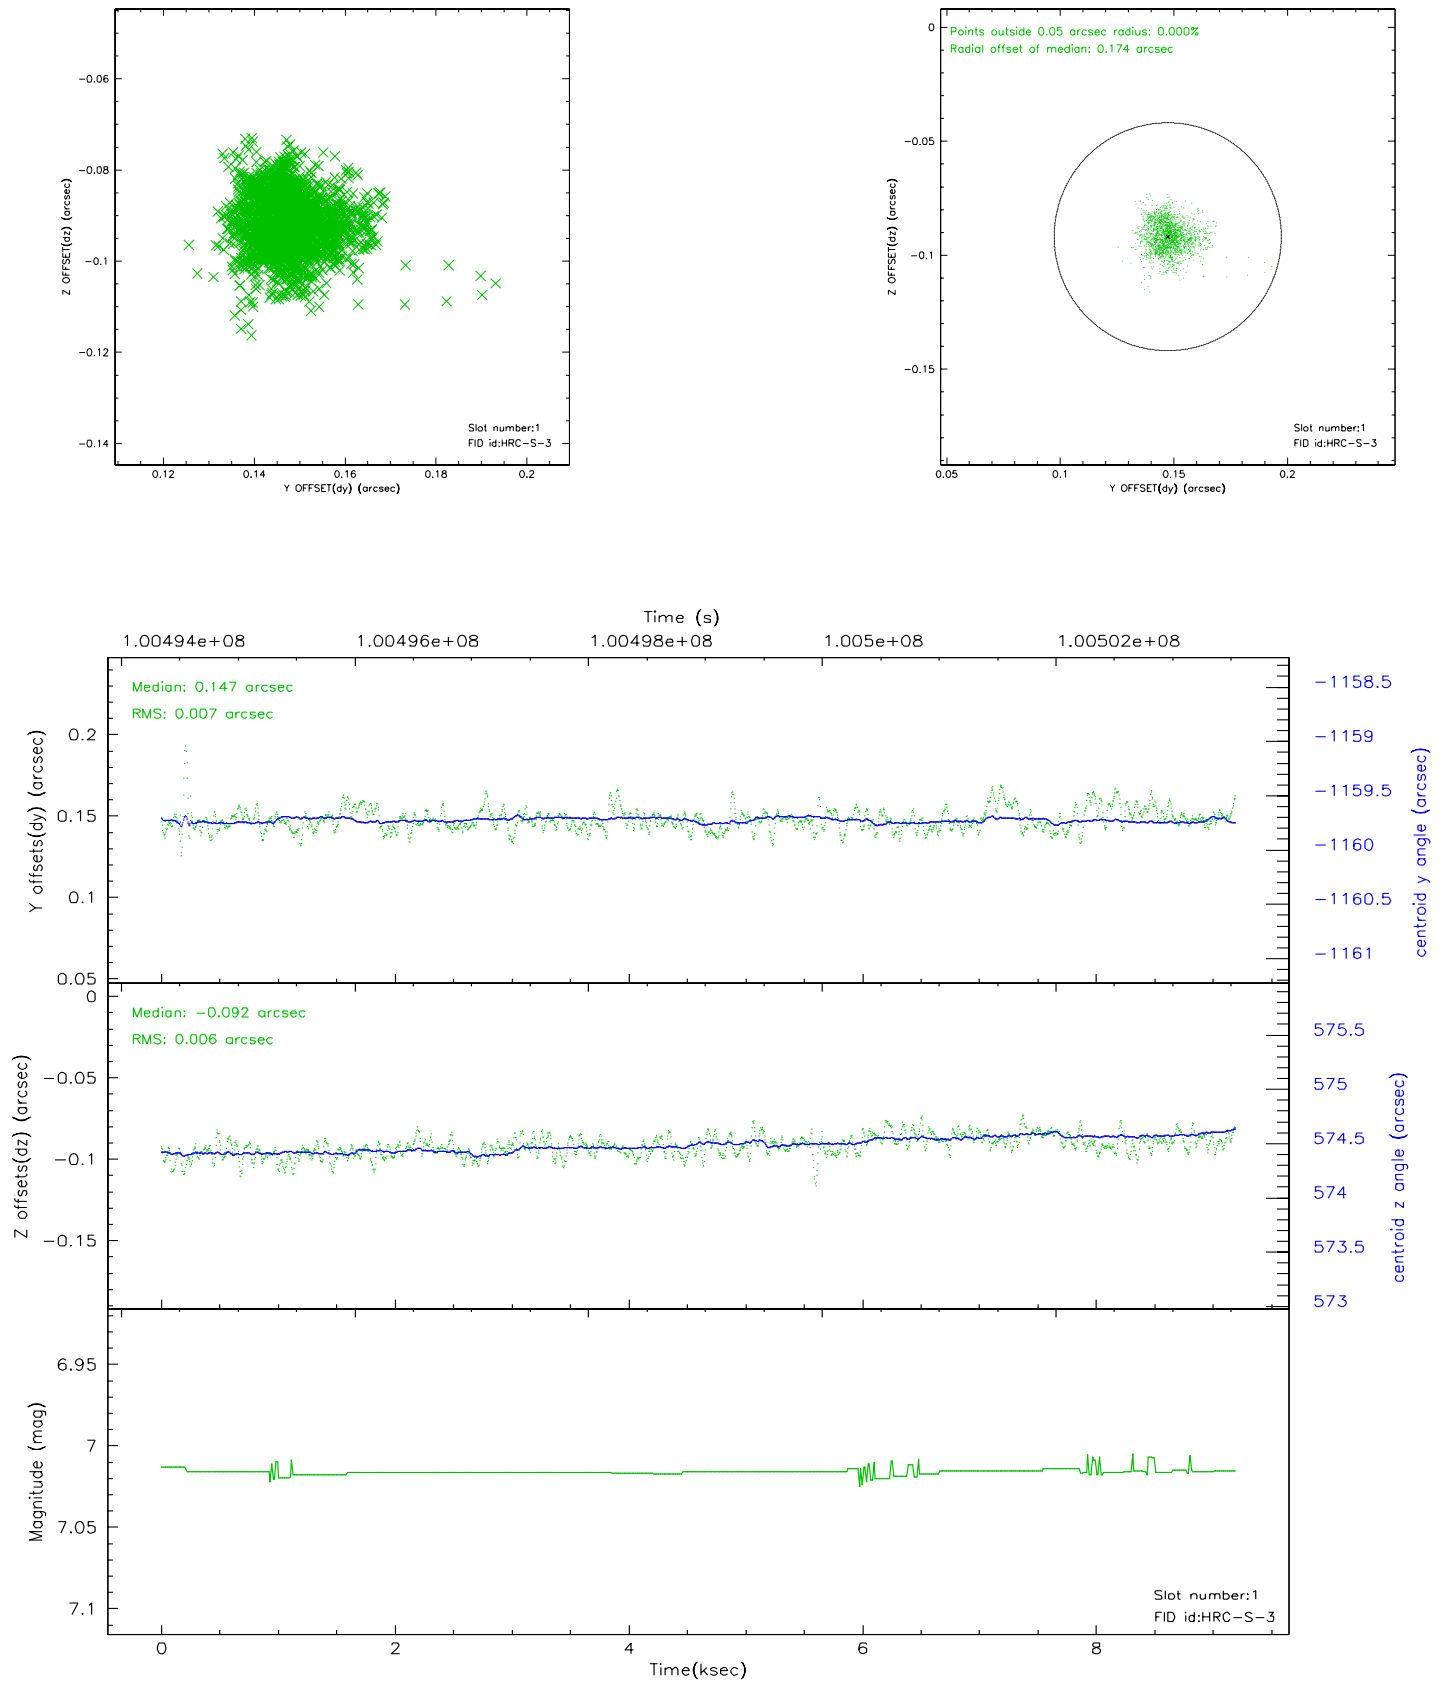 -0.06
-0.08
-0.1
-0.12
-0.14
Z OFFSET(dz) (arcsec)
Slot number:1
FID id:HRC-S-3
0.12 0.14 0.16 0.18 0.2
Y OFFSET(dy) (arcsec)
Points outside 0.05 arcsec radius: 0.000%
Radial offset of median: 0.174 arcsec
0
-0.05
-0.1
-0.15
Z OFFSET(dz) (arcsec)
Slot number:1
FID id:HRC-S-3
0.05 0.1 0.15 0.2
Y OFFSET(dy) (arcsec)
Time (s)
1.00494e+08 1.00496e+08 1.00498e+08 1.005e+08 1.00502e+08
Median: 0.147 arcsec
RMS: 0.007 arcsec
0.2
0.15
0.1
0.05
Y offsets(dy) (arcsec)
-1158.5
-1159
-1159.5
-1160
-1160.5
-1161
centroid y angle (arcsec)
Median: -0.092 arcsec
RMS: 0.006 arcsec
0
-0.05
-0.1
-0.15
Z offsets(dz) (arcsec)
575.5
575
574.5
574
573.5
573
centroid z angle (arcsec)
6.95
7
7.05
7.1
Magnitude (mag)
Slot number:1
FID id:HRC-S-3
0 2 4 6 8
Time(ksec)